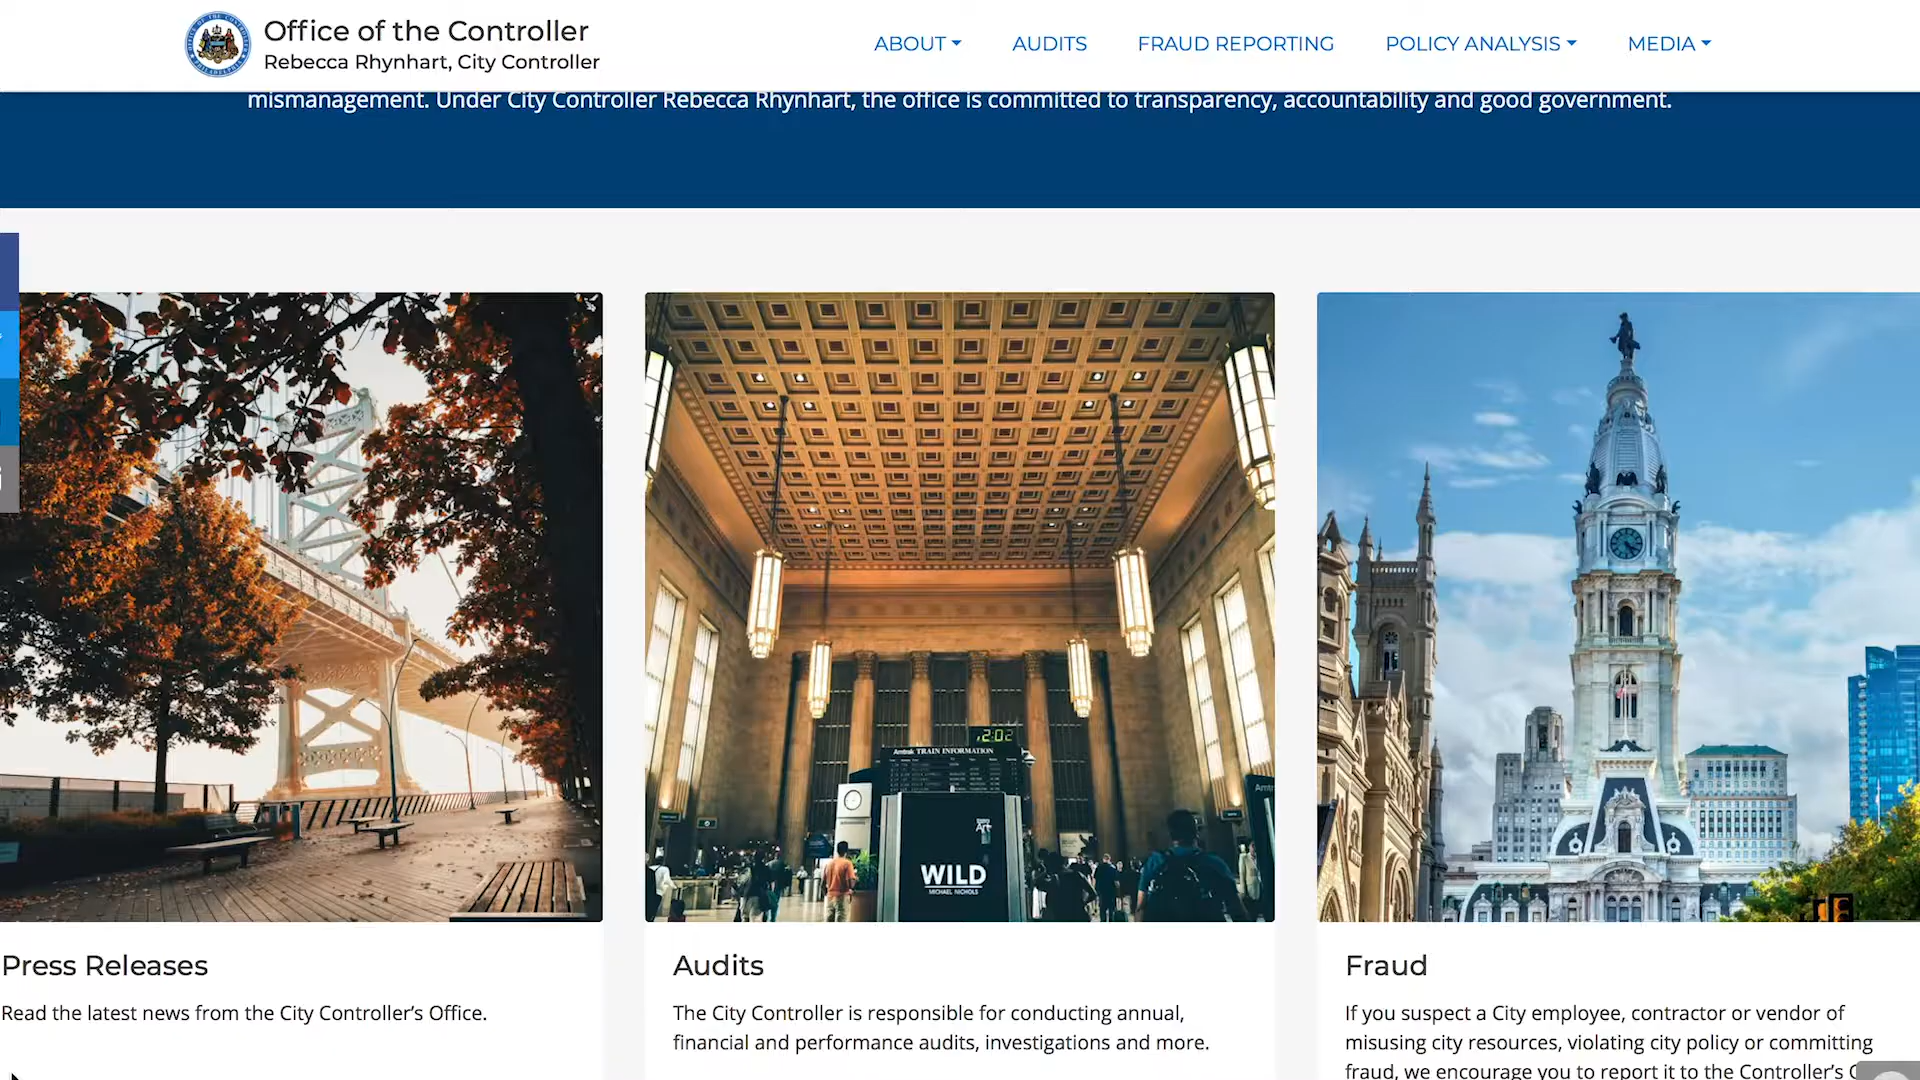 Office of the Controller
Rebecca Rhynhart, City Controller
ABOUT
AUDITS
FRAUD REPORTING
POLICY ANALYSIS
MEDIA
mismanagement. Under City Controller Rebecca Rhynhart, the office is committed to transparency, accountability and good government.
12:02
Amtrak TRAIN INFORMATION
Art
WILD
MICHAEL NICHOLS
Press Releases
Read the latest news from the City Controller’s Office.
Audits
The City Controller is responsible for conducting annual,
financial and performance audits, investigations and more.
Fraud
If you suspect a City employee, contractor or vendor of
misusing city resources, violating city policy or committing
fraud, we encourage you to report it to the Controller’s